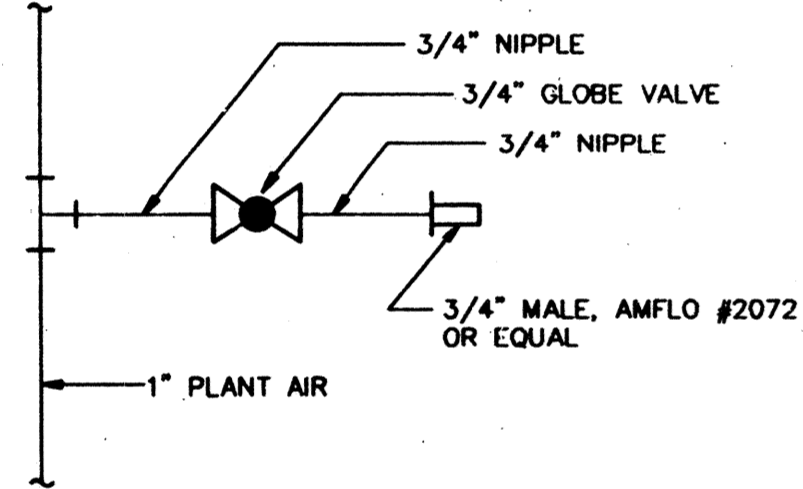 3/4" NIPPLE
3/4" GLOBE VALVE
3/4" NIPPLE
3/4" MALE, AMFLO #2072
OR EQUAL
1" PLANT AIR